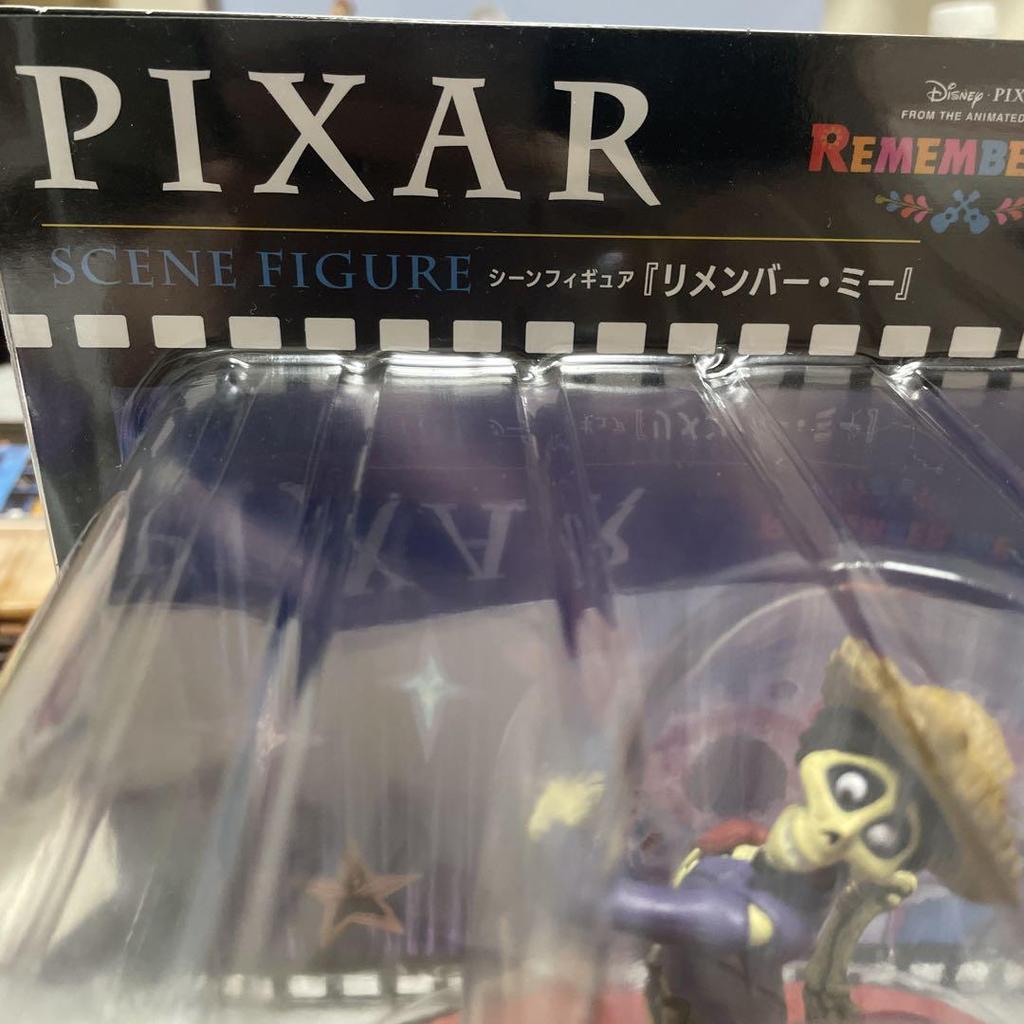 PIXAR
Disney · PIX
FROM THE ANIMATED
REMEMBE
SCENE FIGURE シーンフィギュア『リメンバー・ミー』